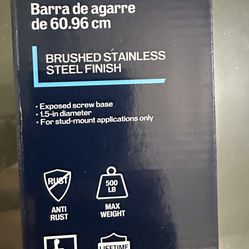 Barra de agarre
de 60.96 cm
BRUSHED STAINLESS
STEEL FINISH
• Exposed screw base
• 1.5-in diameter
• For stud-mount applications only
RUST
500
LB
ANTI
RUST
MAX
WEIGHT
LIFETIME